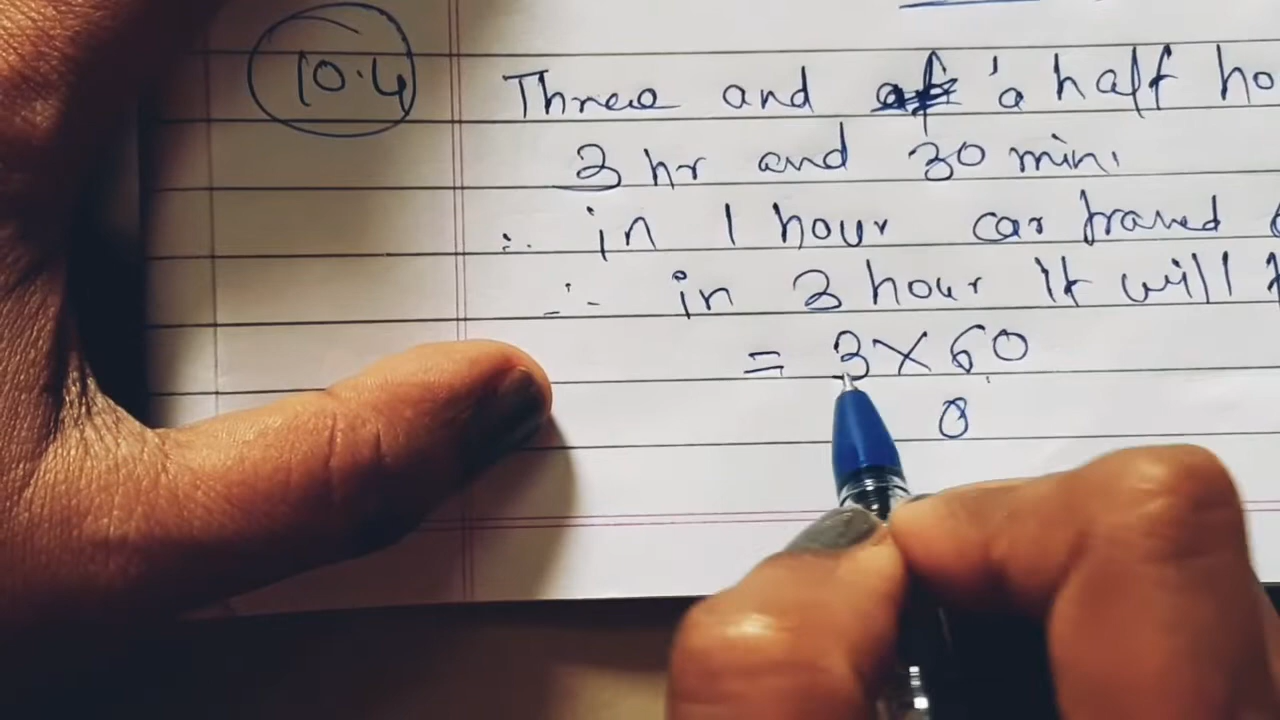 10.4
Three and a half ho
3 hr and 30 min.
∴ in 1 hour car traved
∴ in 3 hour It will
= 3 × 60
0